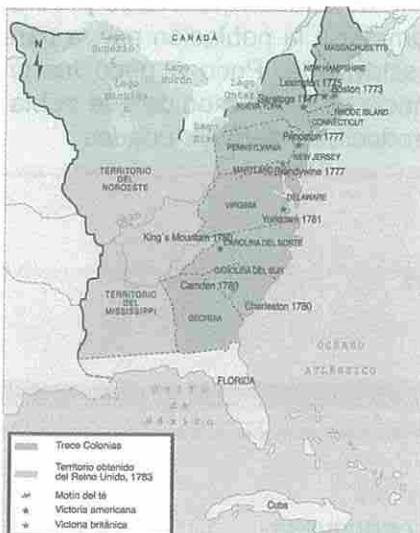 N
CANADÁ
Lago
Superior
Lago
Hurón
MASSACHUSETTS
NEW HAMPSHIRE
Lexington 1775
Boston 1773
Saratoga 1777
NUEVA YORK
RHODE ISLAND
CONNECTICUT
Lago
Princeton 1777
PENNSYLVANIA
NEW JERSEY
MARYLAND
Brandywine 1777
TERRITORIO
DEL
NOROESTE
DELAWARE
VIRGINIA
Yorktown 1781
King's Mountain 1780
CAROLINA DEL NORTE
CAROLINA DEL SUR
Camden 1780
TERRITORIO
DEL
MISSISSIPPI
Charleston 1780
GEORGIA
OCÉANO
ATLÁNTICO
FLORIDA
Golfo
de
México
Trece Colonias
Territorio obtenido
del Reino Unido, 1783
Motín del té
Victoria americana
Victoria británica
Cuba